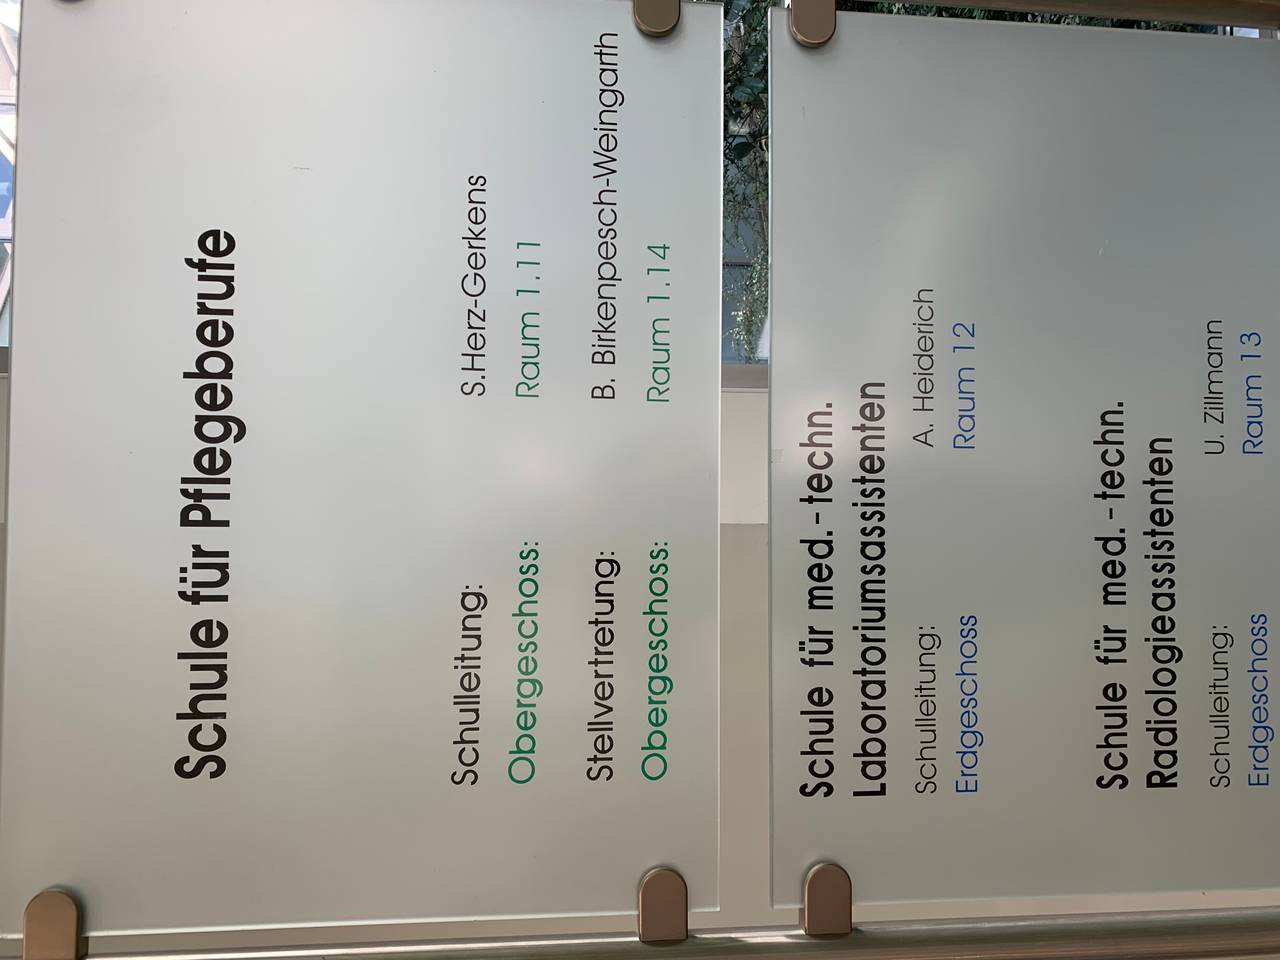 Schule für Pflegeberufe
Schulleitung: S.Herz-Gerkens
Obergeschoss: Raum 1.11
Stellvertretung: B. Birkenpesch-Weingarth
Obergeschoss: Raum 1.14
Schule für med.-techn.
Laboratoriumsassistenten
Schulleitung: A. Heiderich
Erdgeschoss Raum 12
Schule für med.-techn.
Radiologieassistenten
Schulleitung: U. Zillmann
Erdgeschoss Raum 13